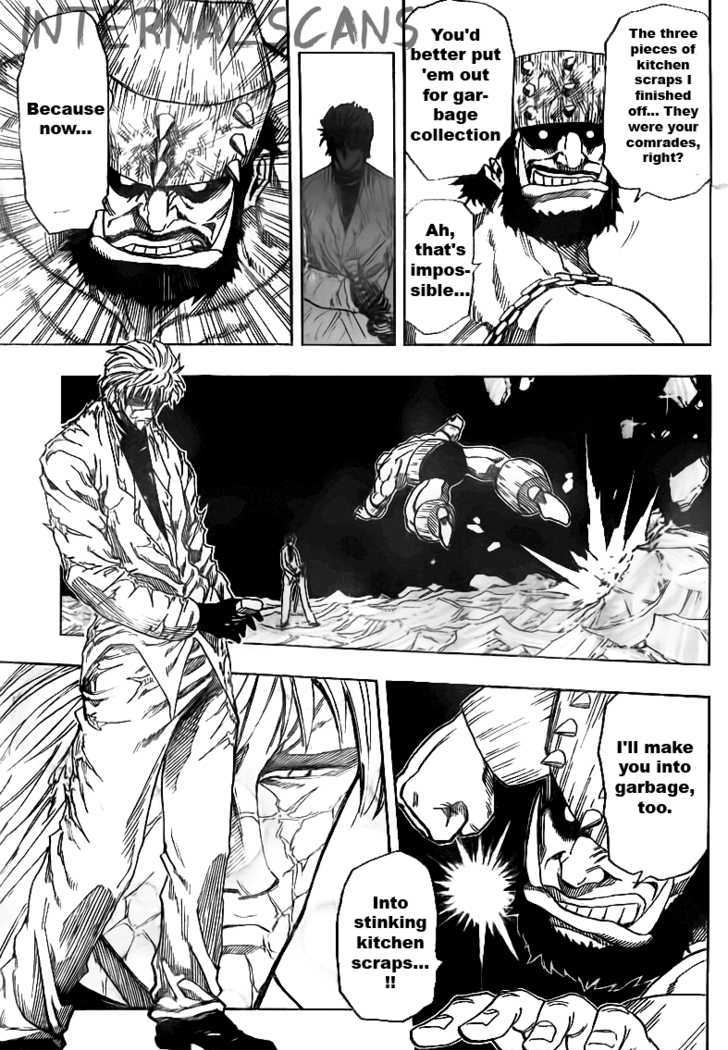 INTERNALSCANS
The three
pieces of
kitchen
scraps I
finished
off... They
were your
comrades,
right?
You'd
better put
'em out
for gar-
bage
collection
Ah,
that's
impos-
sible...
Because
now...
I'll make
you into
garbage,
too.
Into
stinking
kitchen
scraps...
!!